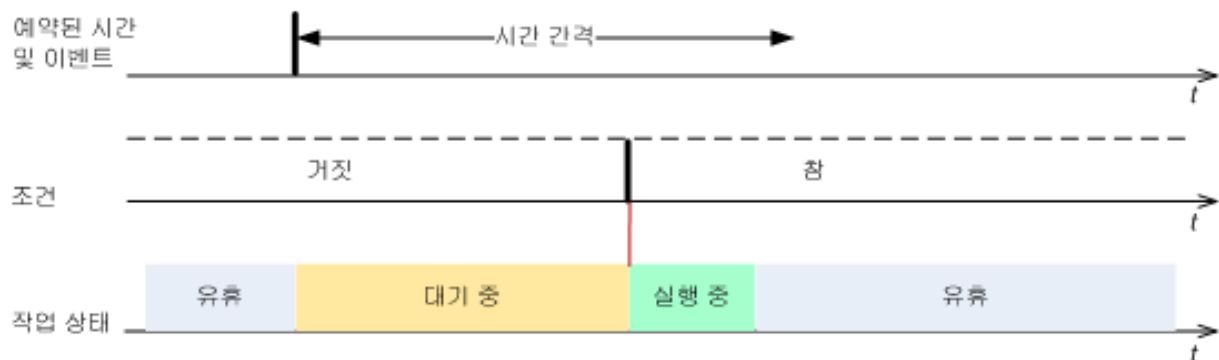 예약된 시간
및 이벤트
시간 간격
t
거짓
참
조건
t
유휴
대기 중
실행 중
유휴
작업 상태
t